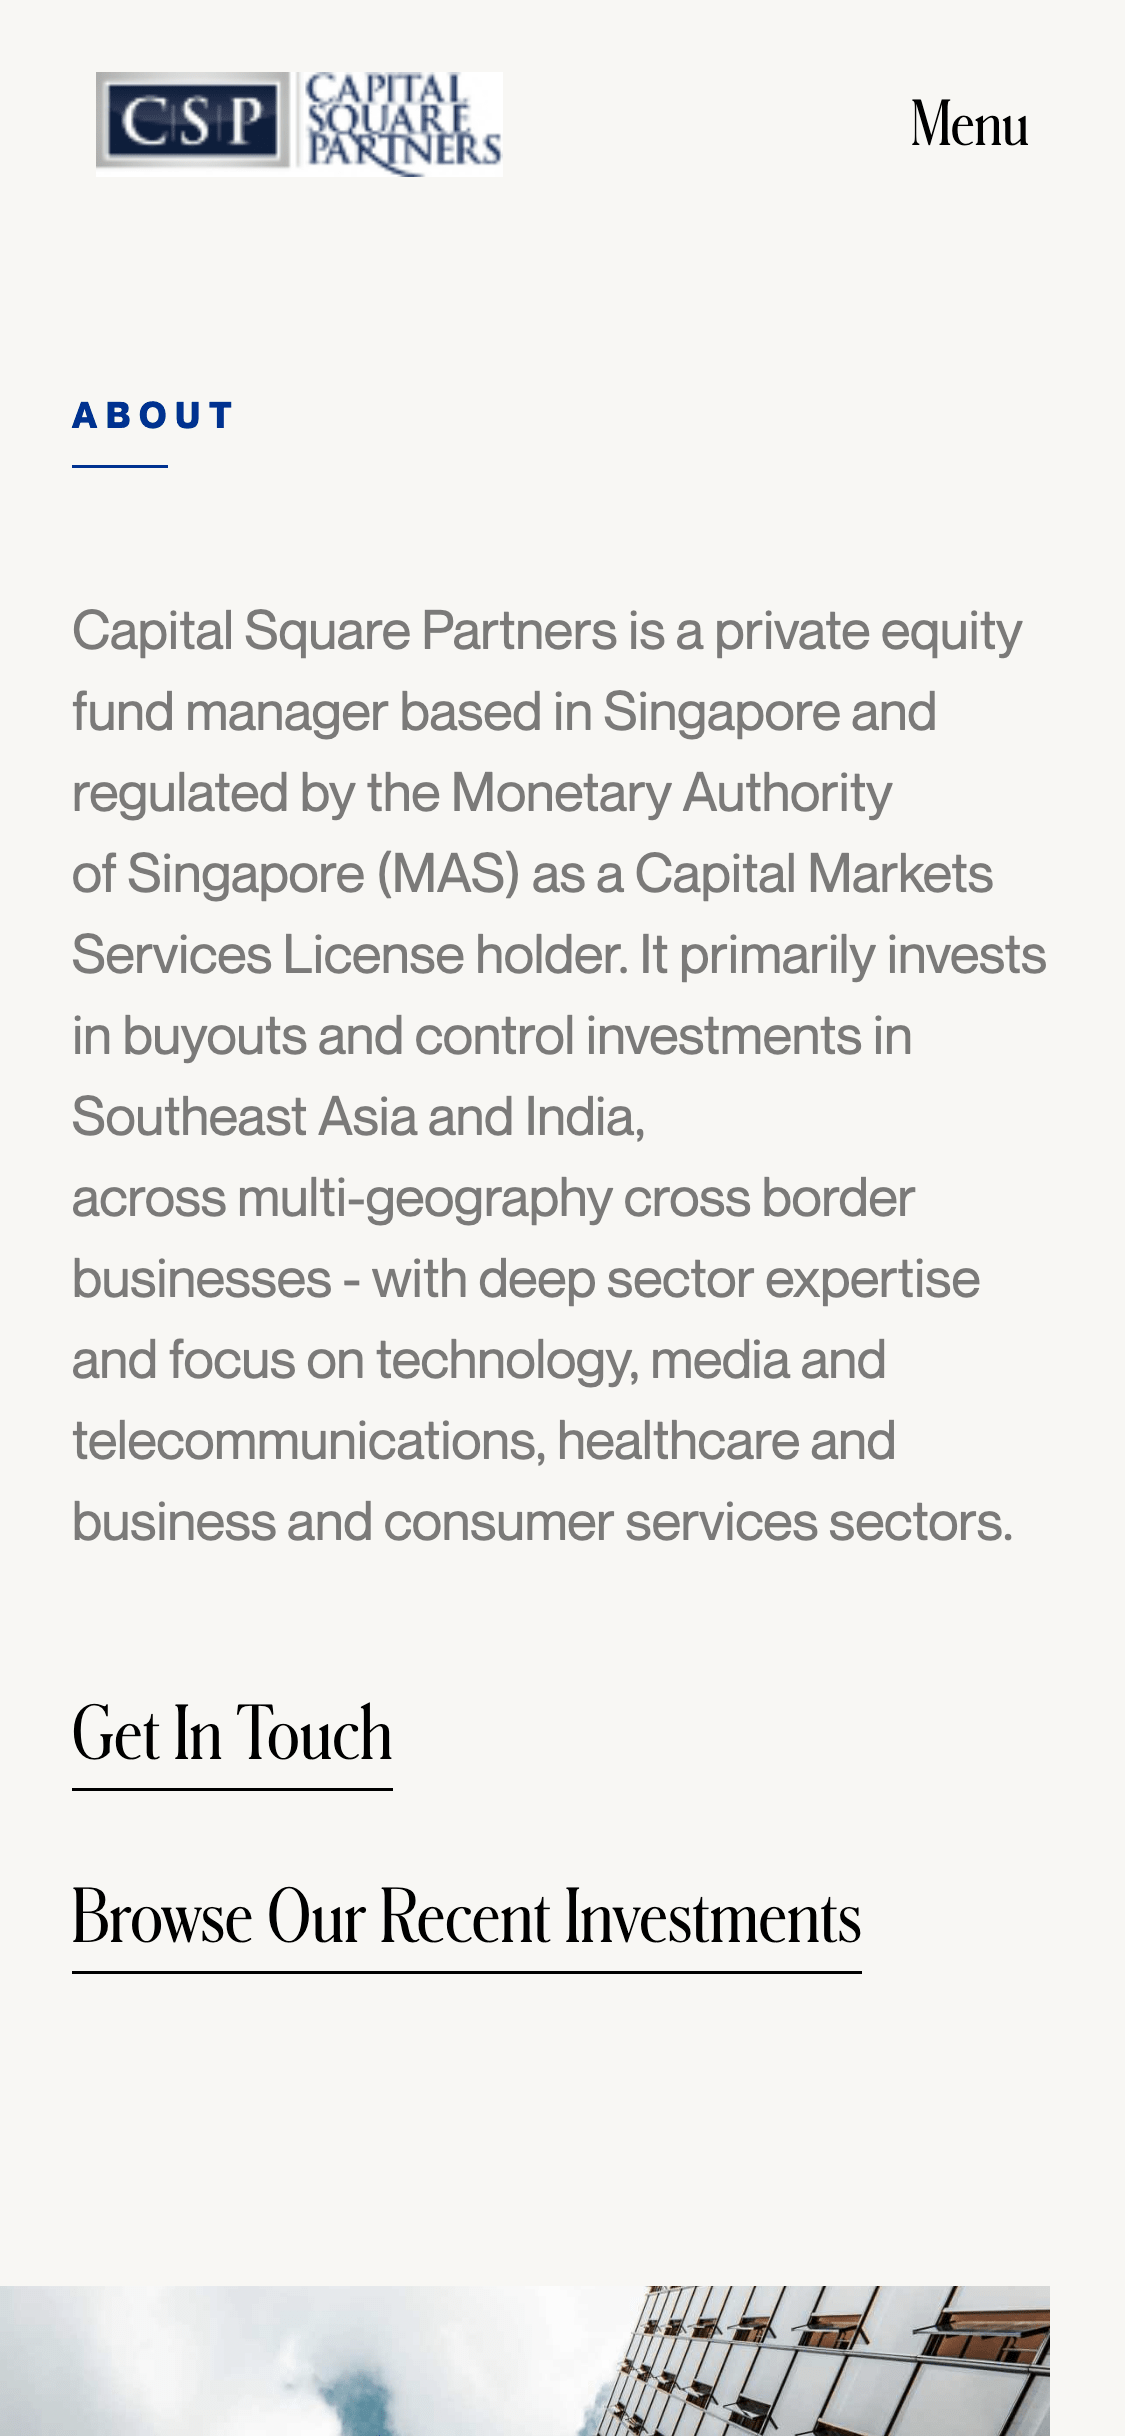 CSP
CAPITAL
SQUARE
PARTNERS
Menu
ABOUT
Capital Square Partners is a private equity
fund manager based in Singapore and
regulated by the Monetary Authority
of Singapore (MAS) as a Capital Markets
Services License holder. It primarily invests
in buyouts and control investments in
Southeast Asia and India,
across multi-geography cross border
businesses - with deep sector expertise
and focus on technology, media and
telecommunications, healthcare and
business and consumer services sectors.
Get In Touch
Browse Our Recent Investments